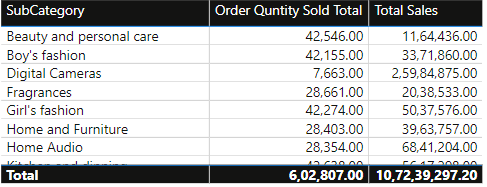 SubCategory Order Quntity Sold Total Total Sales
Beauty and personal care 42,546.00 11,64,436.00
Boy's fashion 42,155.00 33,71,860.00
Digital Cameras 7,663.00 2,59,84,875.00
Fragrances 28,661.00 20,38,533.00
Girl's fashion 42,274.00 50,37,576.00
Home and Furniture 28,403.00 39,63,757.00
Home Audio 28,354.00 68,41,204.00
Kitchen and dinning
Total 6,02,807.00 10,72,39,297.20